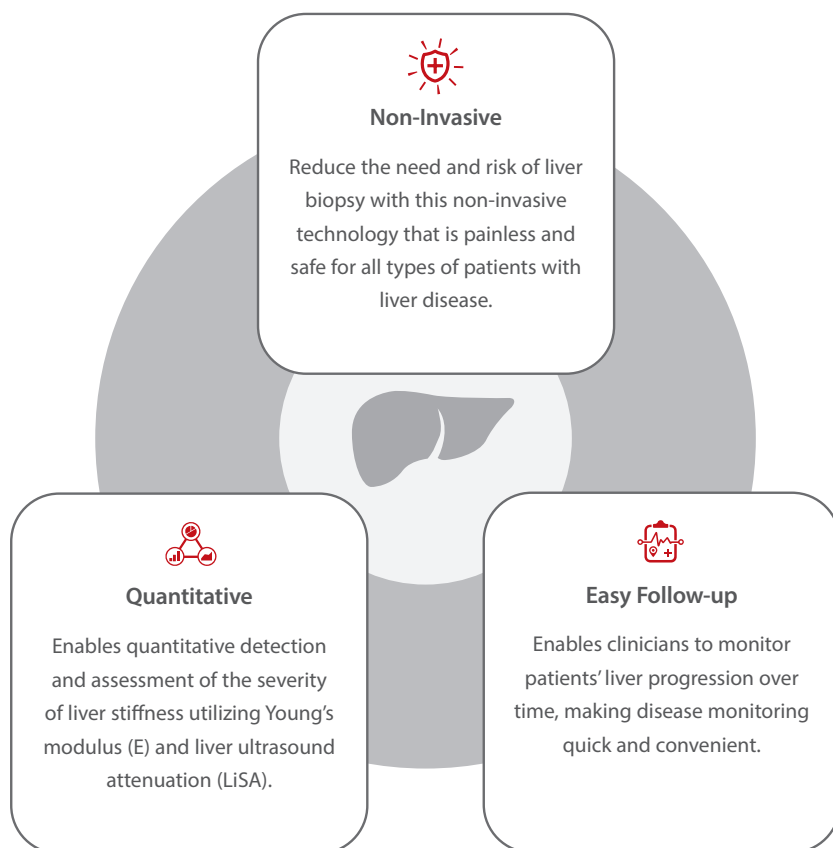 Non-Invasive
Reduce the need and risk of liver
biopsy with this non-invasive
technology that is painless and
safe for all types of patients with
liver disease.
Quantitative
Enables quantitative detection
and assessment of the severity
of liver stiffness utilizing Young's
modulus (E) and liver ultrasound
attenuation (LiSA).
Easy Follow-up
Enables clinicians to monitor
patients' liver progression over
time, making disease monitoring
quick and convenient.